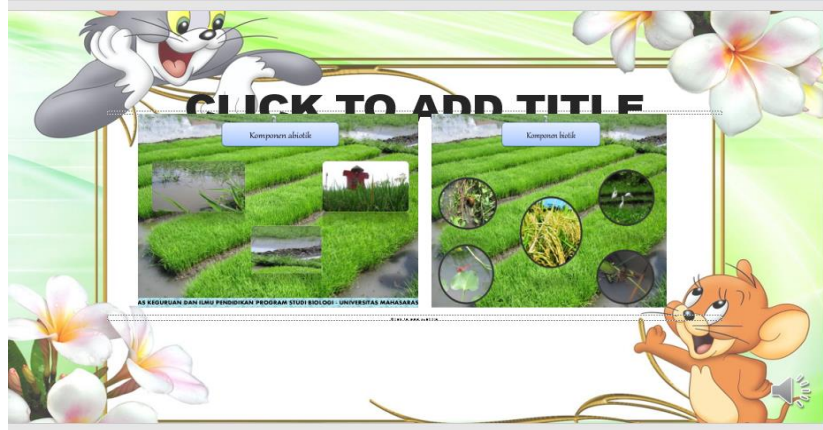 CLICK TO ADD TITLE
Komponen abiotik
Komponen biotik
AS KEGURUAN DAN ILMU PENDIDIKAN PROGRAM STUDI BIOLOGI - UNIVERSITAS MAHASARAS